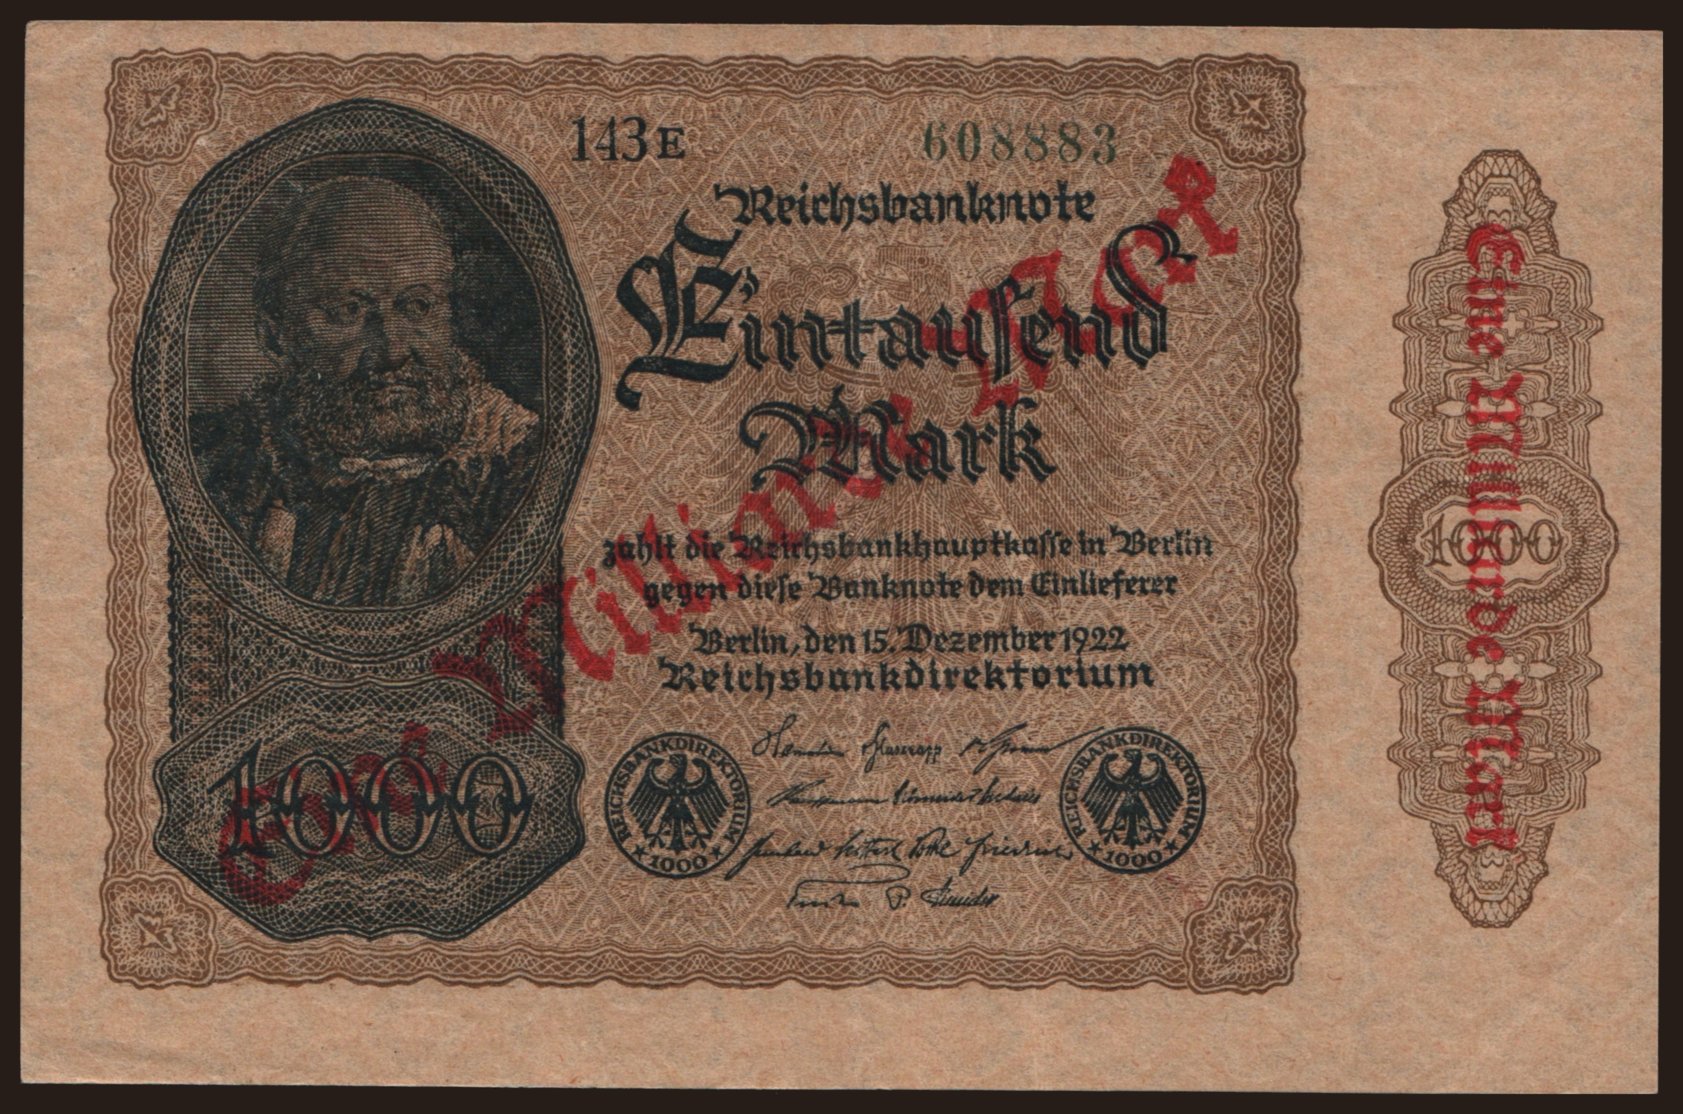 143E 608883
Reichsbanknote
Eintausend
Mark
zahlt die Reichsbankhauptkasse in Berlin
gegen diese Banknote dem Einlieferer
Berlin, den 15. Dezember 1922
Reichsbankdirektorium
1000
REICHSBANKDIREKTORIUM
★ 1000 ★
REICHSBANKDIREKTORIUM
★ 1000 ★
Eine Milliarde Mark
1000
Eine Milliarde Mark